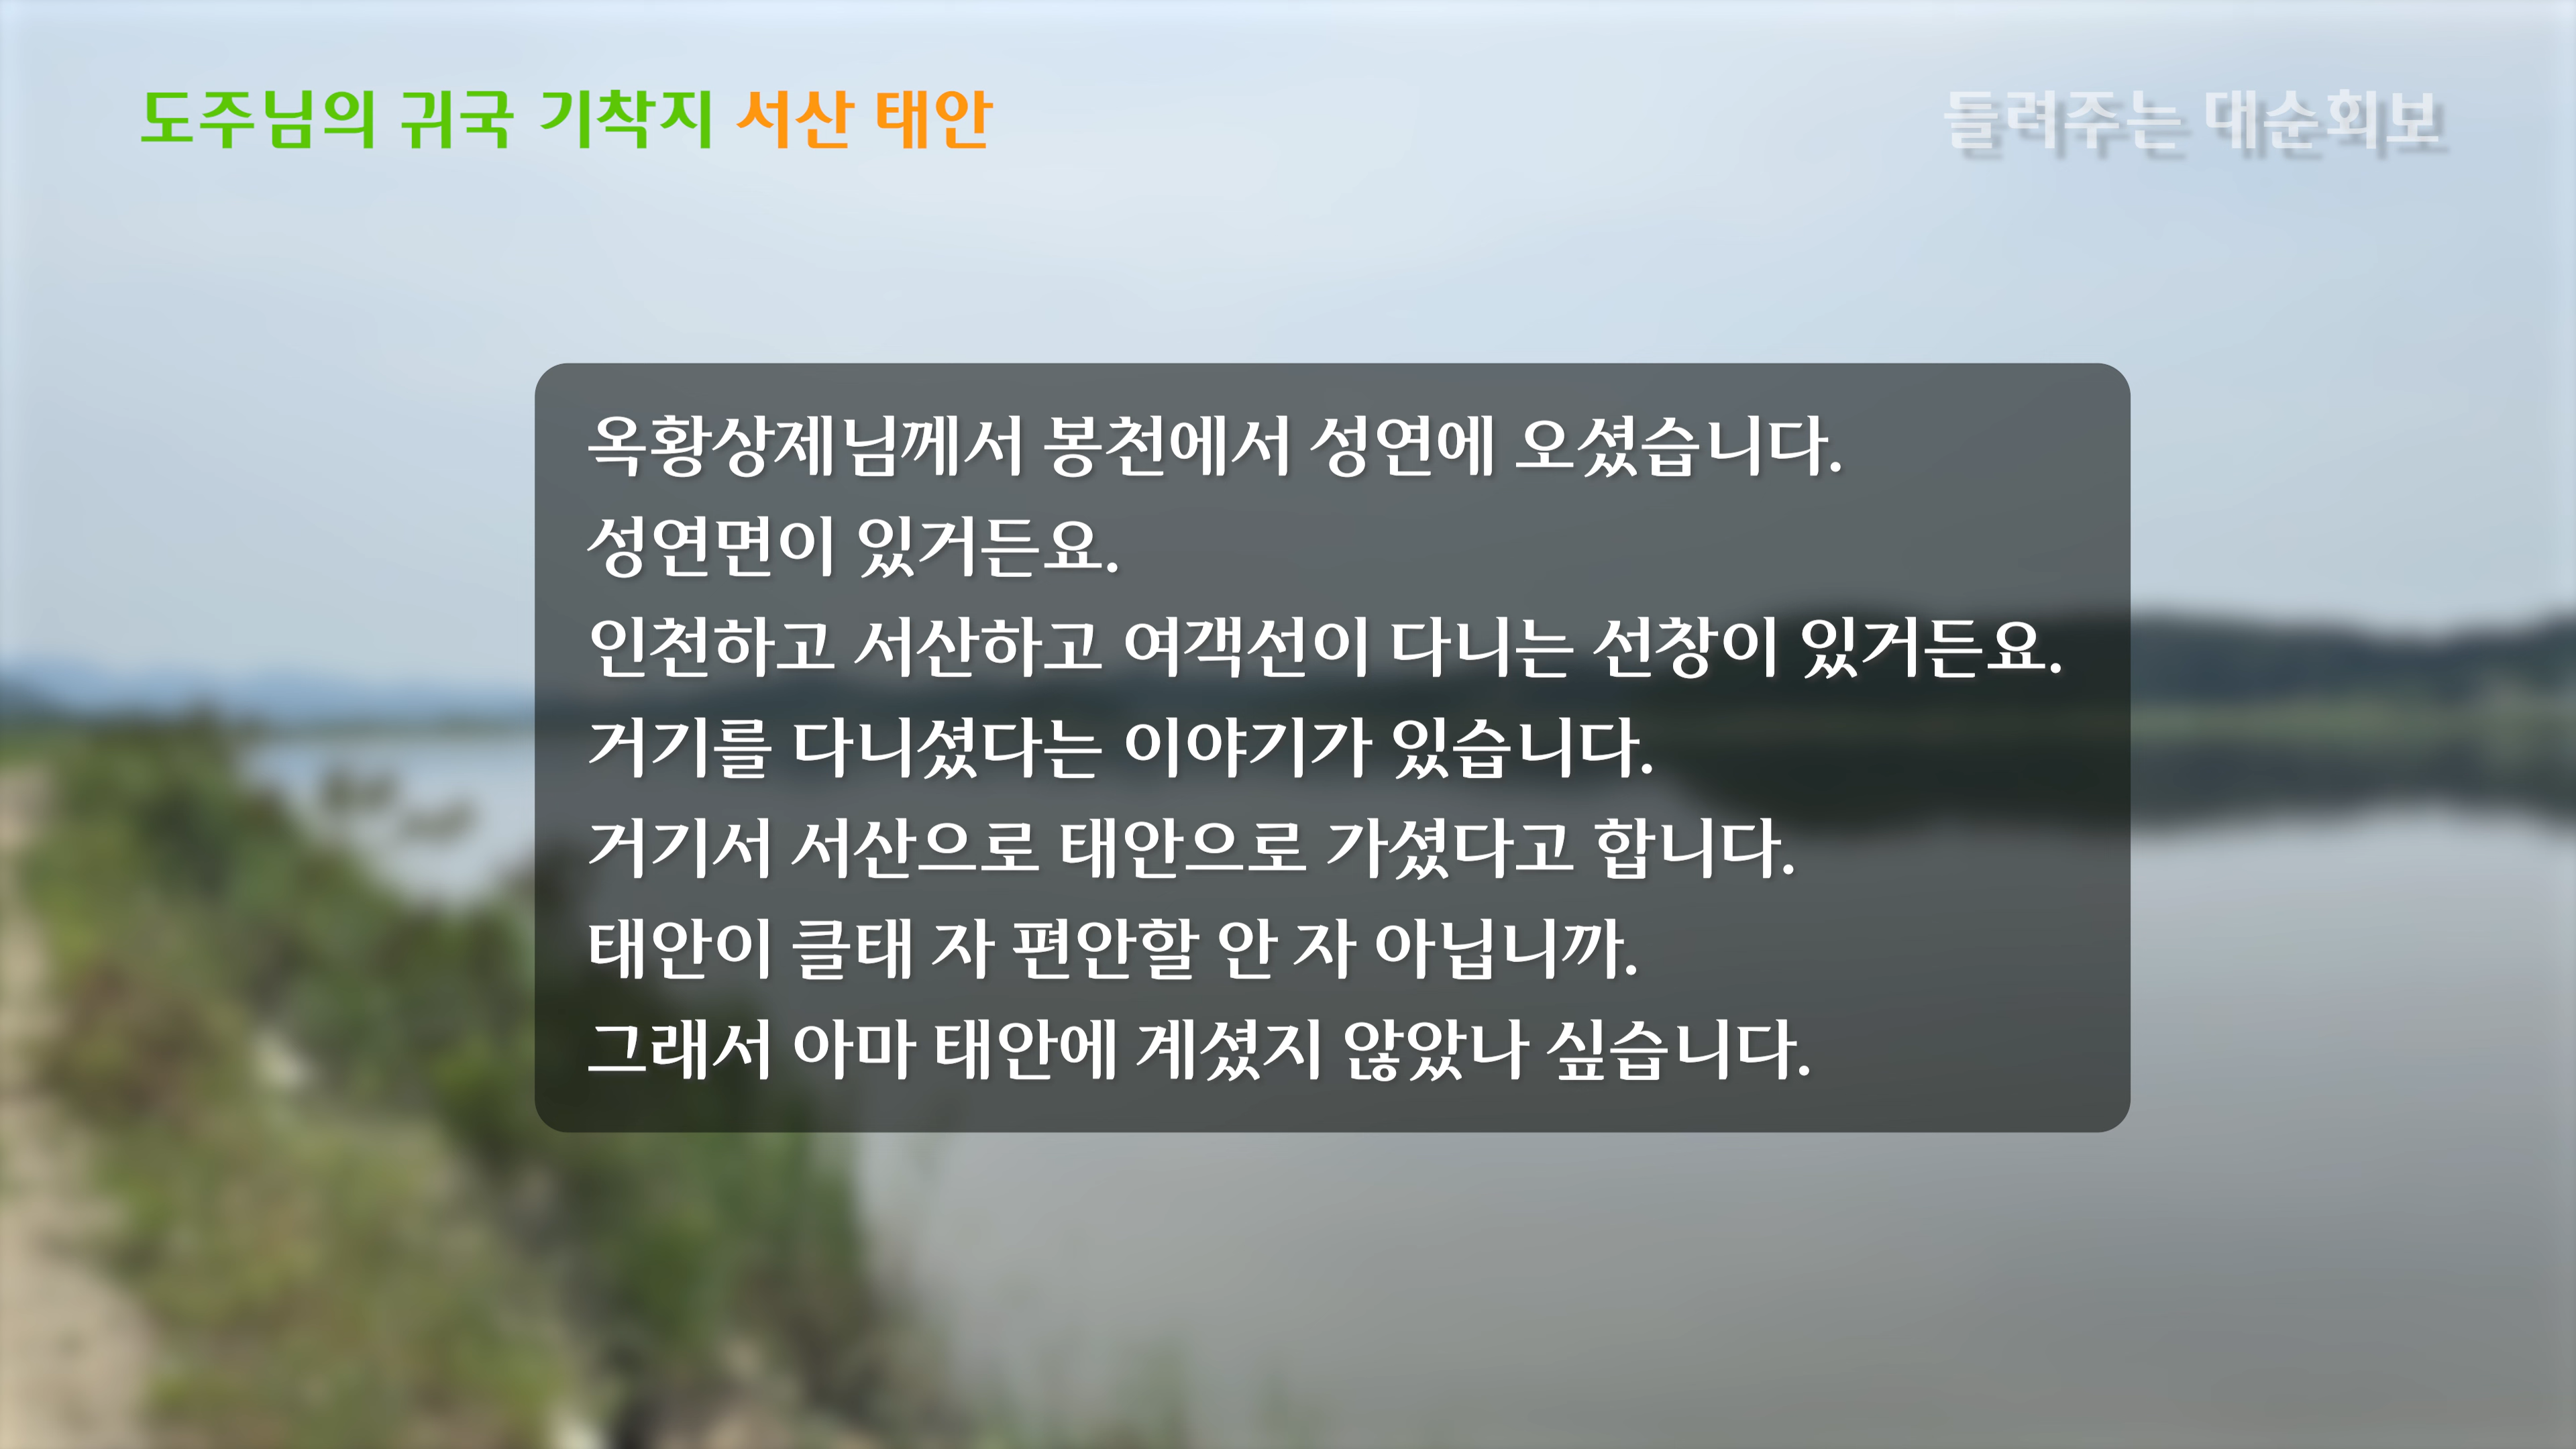 도주님의 귀국 기착지 서산 태안
들려주는 대순회보
옥황상제님께서 봉천에서 성연에 오셨습니다.
성연면이 있거든요.
인천하고 서산하고 여객선이 다니는 선창이 있거든요.
거기를 다니셨다는 이야기가 있습니다.
거기서 서산으로 태안으로 가셨다고 합니다.
태안이 클태 자 편안할 안 자 아닙니까.
그래서 아마 태안에 계셨지 않았나 싶습니다.